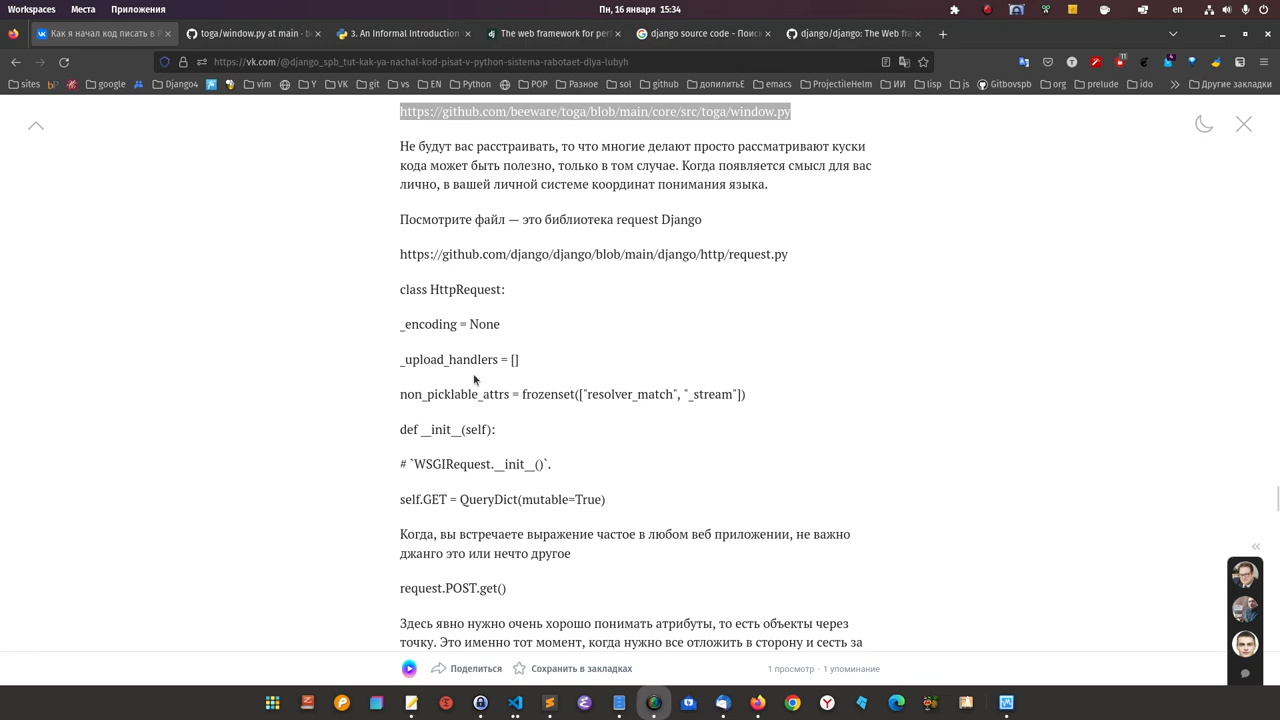 Workspaces Места Приложения Пн, 16 января 15:34 en
Как я начал код писать в P
toga/window.py at main · b
3. An Informal Introduction
The web framework for per
django source code - Поиск
django/django: The Web fra
https://vk.com/@django_spb_tut-kak-ya-nachal-kod-pisat-v-python-sistema-rabotaet-dlya-lubyh
sites b google Django4 ВБ VPS Linux Python PDF POP Разное sol github допилитьЕ emacs ProjectileHelm ИИ lisp js Gitbovspb org prelude ido Другие закладки
https://github.com/beeware/toga/blob/main/core/src/toga/window.py
Не будут вас расстраивать, то что многие делают просто рассматривают куски
кода может быть полезно, только в том случае. Когда появляется смысл для вас
лично, в вашей личной системе координат понимания языка.
Посмотрите файл — это библиотека request Django
https://github.com/django/django/blob/main/django/http/request.py
class HttpRequest:
_encoding = None
_upload_handlers = []
non_picklable_attrs = frozenset(["resolver_match", "_stream"])
def __init__(self):
# `WSGIRequest.__init__()`.
self.GET = QueryDict(mutable=True)
Когда, вы встречаете выражение частое в любом веб приложении, не важно
джанго это или нечто другое
request.POST.get()
Здесь явно нужно очень хорошо понимать атрибуты, то есть объекты через
точку. Это именно тот момент, когда нужно все отложить в сторону и сесть за
Поделиться Сохранить в закладках 1 просмотр · 1 упоминание